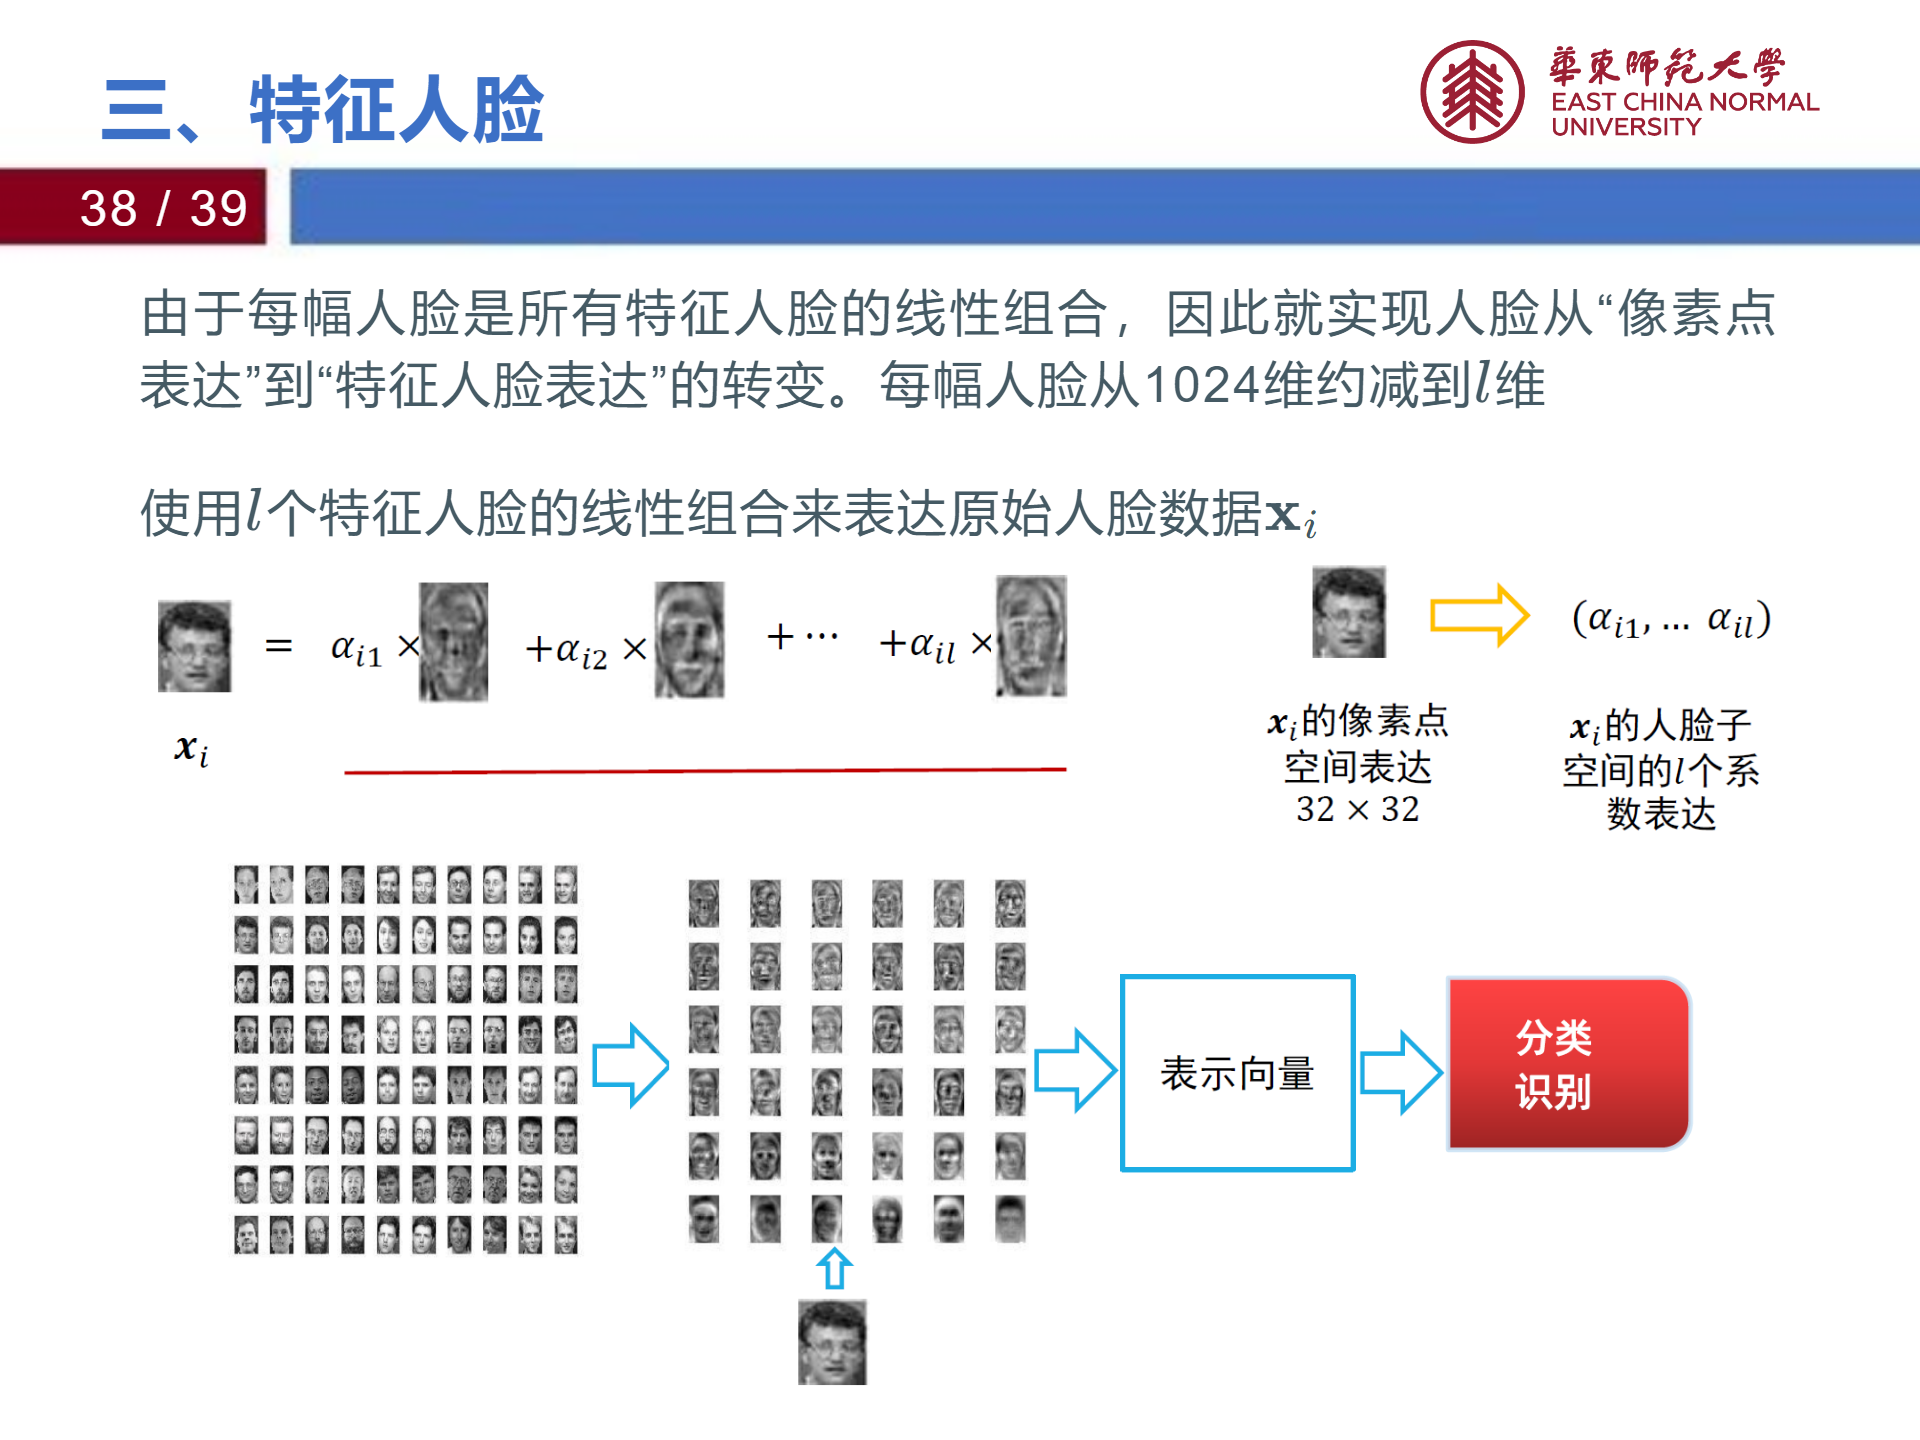 三、特征人脸
華東师范大学
EAST CHINA NORMAL
UNIVERSITY
38 / 39
由于每幅人脸是所有特征人脸的线性组合，因此就实现人脸从“像素点
表达”到“特征人脸表达”的转变。每幅人脸从1024维约减到l维
使用l个特征人脸的线性组合来表达原始人脸数据𝐱ᵢ
= αᵢ₁ × +αᵢ₂ × + ⋯ +αᵢₗ ×
𝒙ᵢ
(αᵢ₁, … αᵢₗ)
𝒙ᵢ的像素点
空间表达
32 × 32
𝒙ᵢ的人脸子
空间的l个系
数表达
表示向量
分类
识别